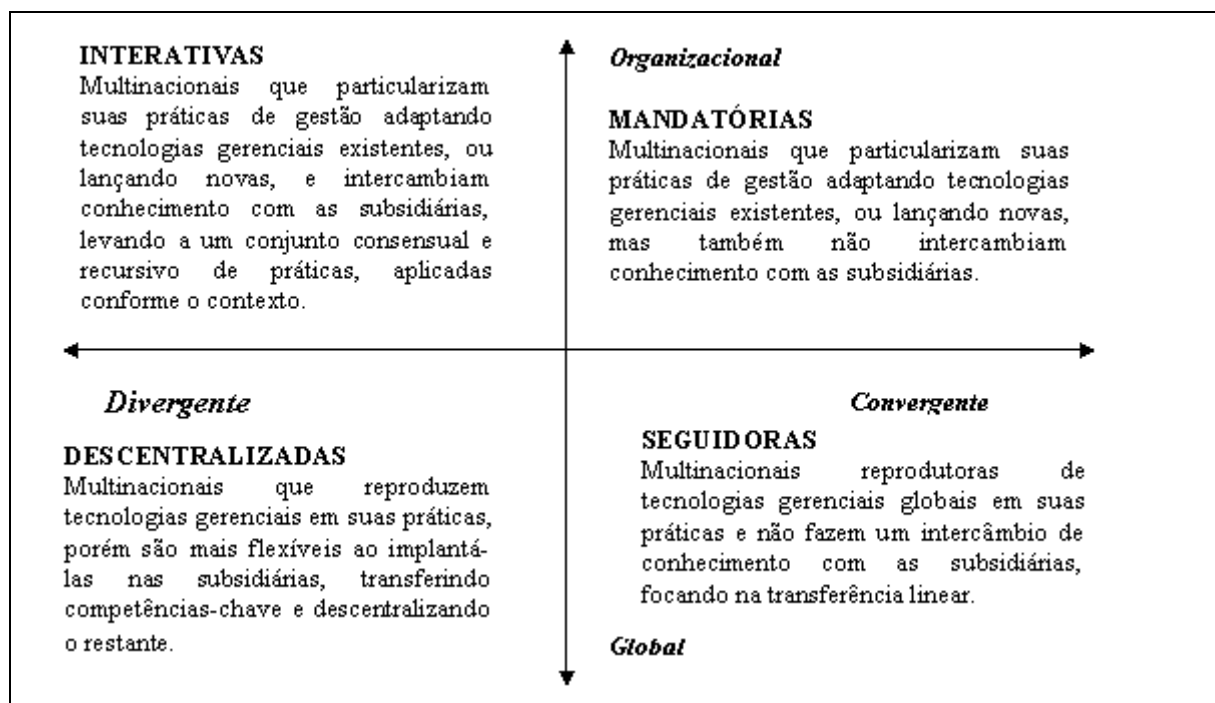 INTERATIVAS
Multinacionais que particularizam
suas práticas de gestão adaptando
tecnologias gerenciais existentes, ou
lançando novas, e intercambiam
conhecimento com as subsidiárias,
levando a um conjunto consensual e
recursivo de práticas, aplicadas
conforme o contexto.
Organizacional
MANDATÓRIAS
Multinacionais que particularizam suas
práticas de gestão adaptando tecnologias
gerenciais existentes, ou lançando novas,
mas também não intercambiam
conhecimento com as subsidiárias.
Divergente
Convergente
DESCENTRALIZADAS
Multinacionais que reproduzem
tecnologias gerenciais em suas práticas,
porém são mais flexíveis ao implantá-
las nas subsidiárias, transferindo
competências-chave e descentralizando
o restante.
SEGUIDORAS
Multinacionais reprodutoras de
tecnologias gerenciais globais em suas
práticas e não fazem um intercâmbio de
conhecimento com as subsidiárias,
focando na transferência linear.
Global